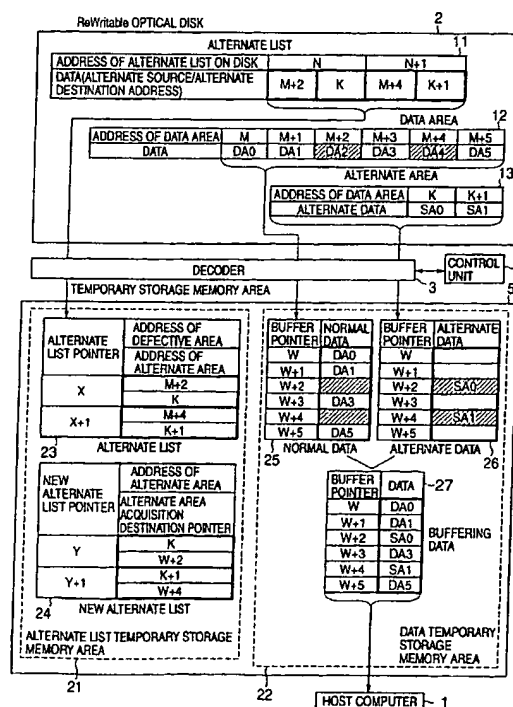 ReWritable OPTICAL DISK
2
ALTERNATE LIST
11
ADDRESS OF ALTERNATE LIST ON DISK N N+1
DATA(ALTERNATE SOURCE/ALTERNATE DESTINATION ADDRESS) M+2 K M+4 K+1
DATA AREA
12
ADDRESS OF DATA AREA M M+1 M+2 M+3 M+4 M+5
DATA DA0 DA1 DA2 DA3 DA4 DA5
ALTERNATE AREA
13
ADDRESS OF DATA AREA K K+1
ALTERNATE DATA SA0 SA1
DECODER
3
CONTROL UNIT
TEMPORARY STORAGE MEMORY AREA
5
ALTERNATE LIST POINTER
ADDRESS OF DEFECTIVE AREA
ADDRESS OF ALTERNATE AREA
X M+2
K
X+1 M+4
K+1
23
ALTERNATE LIST
NEW ALTERNATE LIST POINTER
ADDRESS OF ALTERNATE AREA
ALTERNATE AREA ACQUISITION DESTINATION POINTER
Y K
W+2
Y+1 K+1
W+4
24
NEW ALTERNATE LIST
ALTERNATE LIST TEMPORARY STORAGE MEMORY AREA
21
BUFFER POINTER NORMAL DATA
W DA0
W+1 DA1
W+2
W+3 DA3
W+4
W+5 DA5
25
NORMAL DATA
BUFFER POINTER ALTERNATE DATA
W
W+1
W+2 SA0
W+3
W+4 SA1
W+5
26
ALTERNATE DATA
BUFFER POINTER DATA
27
W DA0
W+1 DA1
W+2 SA0
W+3 DA3
W+4 SA1
W+5 DA5
BUFFERING DATA
DATA TEMPORARY STORAGE MEMORY AREA
22
HOST COMPUTER
1